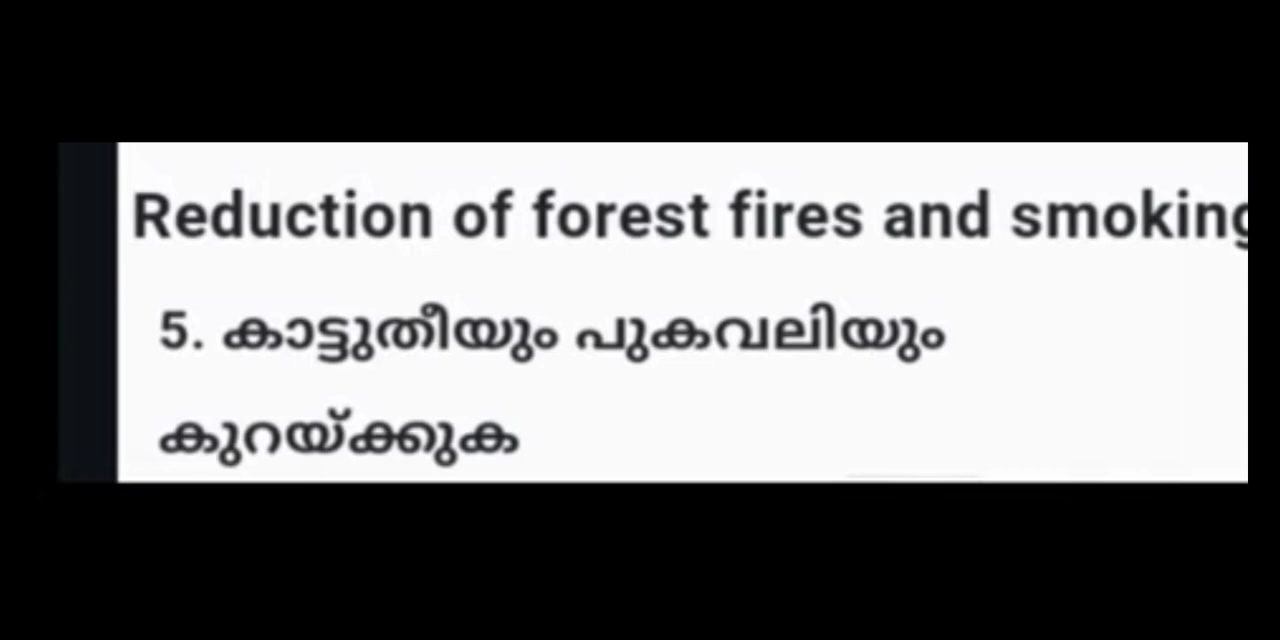 Reduction of forest fires and smoking
5. കാട്ടുതീയും പുകവലിയും
കുറയ്ക്കുക